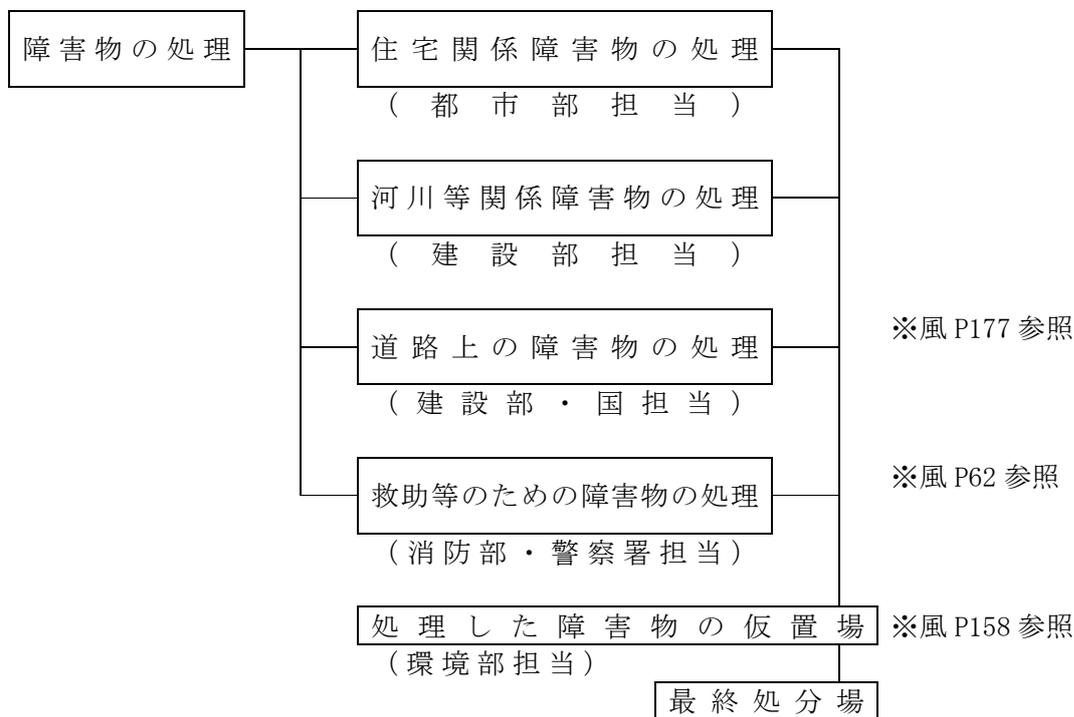 障害物の処理
住宅関係障害物の処理
（都市部担当）
河川等関係障害物の処理
（建設部担当）
道路上の障害物の処理
※風 P177 参照
（建設部・国担当）
救助等のための障害物の処理
※風 P62 参照
（消防部・警察署担当）
処理した障害物の仮置場
※風 P158 参照
（環境部担当）
最終処分場